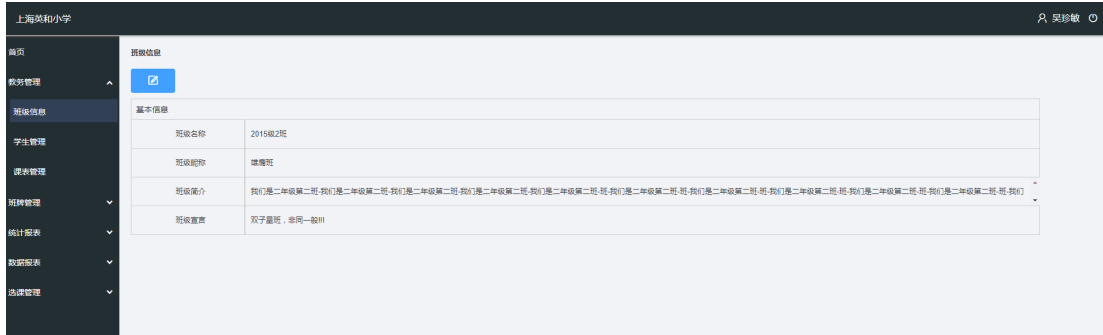 上海英和小学
吴珍敏
首页
教务管理
班级信息
学生管理
课表管理
班牌管理
统计报表
数据报表
选课管理
班级信息
基本信息
班级名称 2015级2班
班级昵称 雄鹰班
班级简介 我们是二年级第二班-我们是二年级第二班-我们是二年级第二班-我们是二年级第二班-我们是二年级第二班-班-我们是二年级第二班-班-我们是二年级第二班-班-我们是二年级第二班-班-我们是二年级第二班-班-我们是二年级第二班-班-我们
班级宣言 双子星班，非同一般!!!